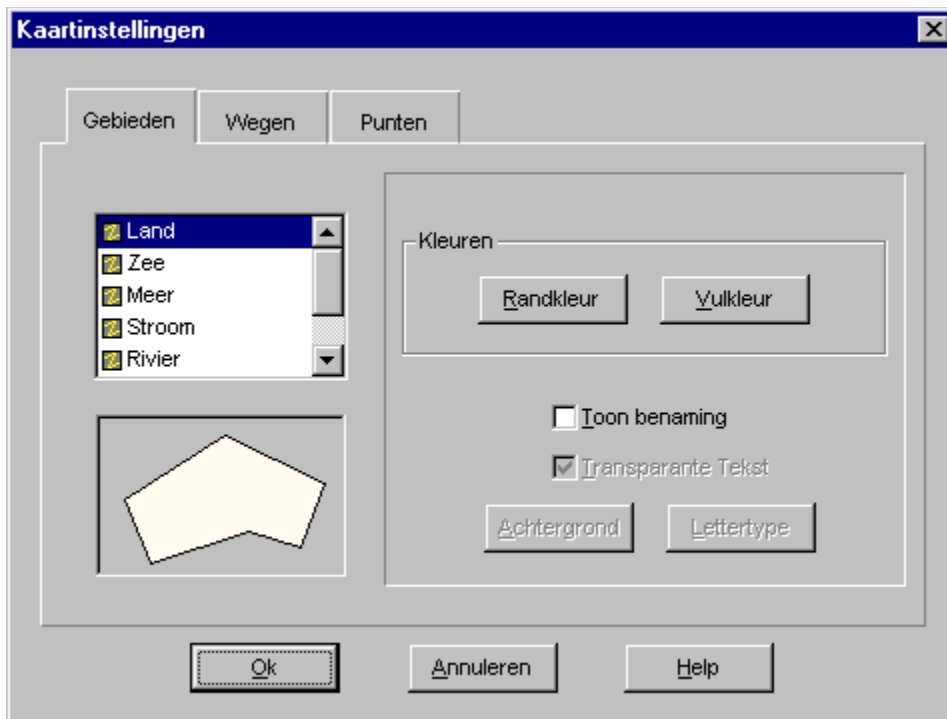 Kaartinstellingen
Gebieden Wegen Punten
Land
Zee
Meer
Stroom
Rivier
Kleuren
Randkleur Vulkleur
Toon benaming
Transparante Tekst
Achtergrond Lettertype
Ok Annuleren Help